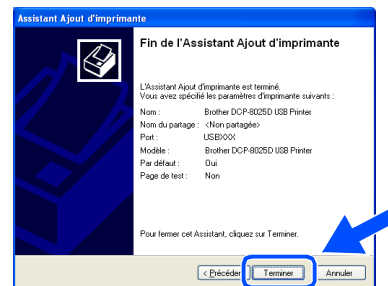 Assistant Ajout d'imprimante
Fin de l'Assistant Ajout d'imprimante
L'Assistant Ajout d'imprimante est terminé.
Vous avez spécifié les paramètres d'imprimante suivants :
Nom : Brother DCP-8025D USB Printer
Nom du partage : <Non partagée>
Port : USBXXX
Modèle : Brother DCP-8025D USB Printer
Par défaut : Oui
Page de test : Non
Pour fermer cet Assistant, cliquez sur Terminer.
< Précéder Terminer Annuler